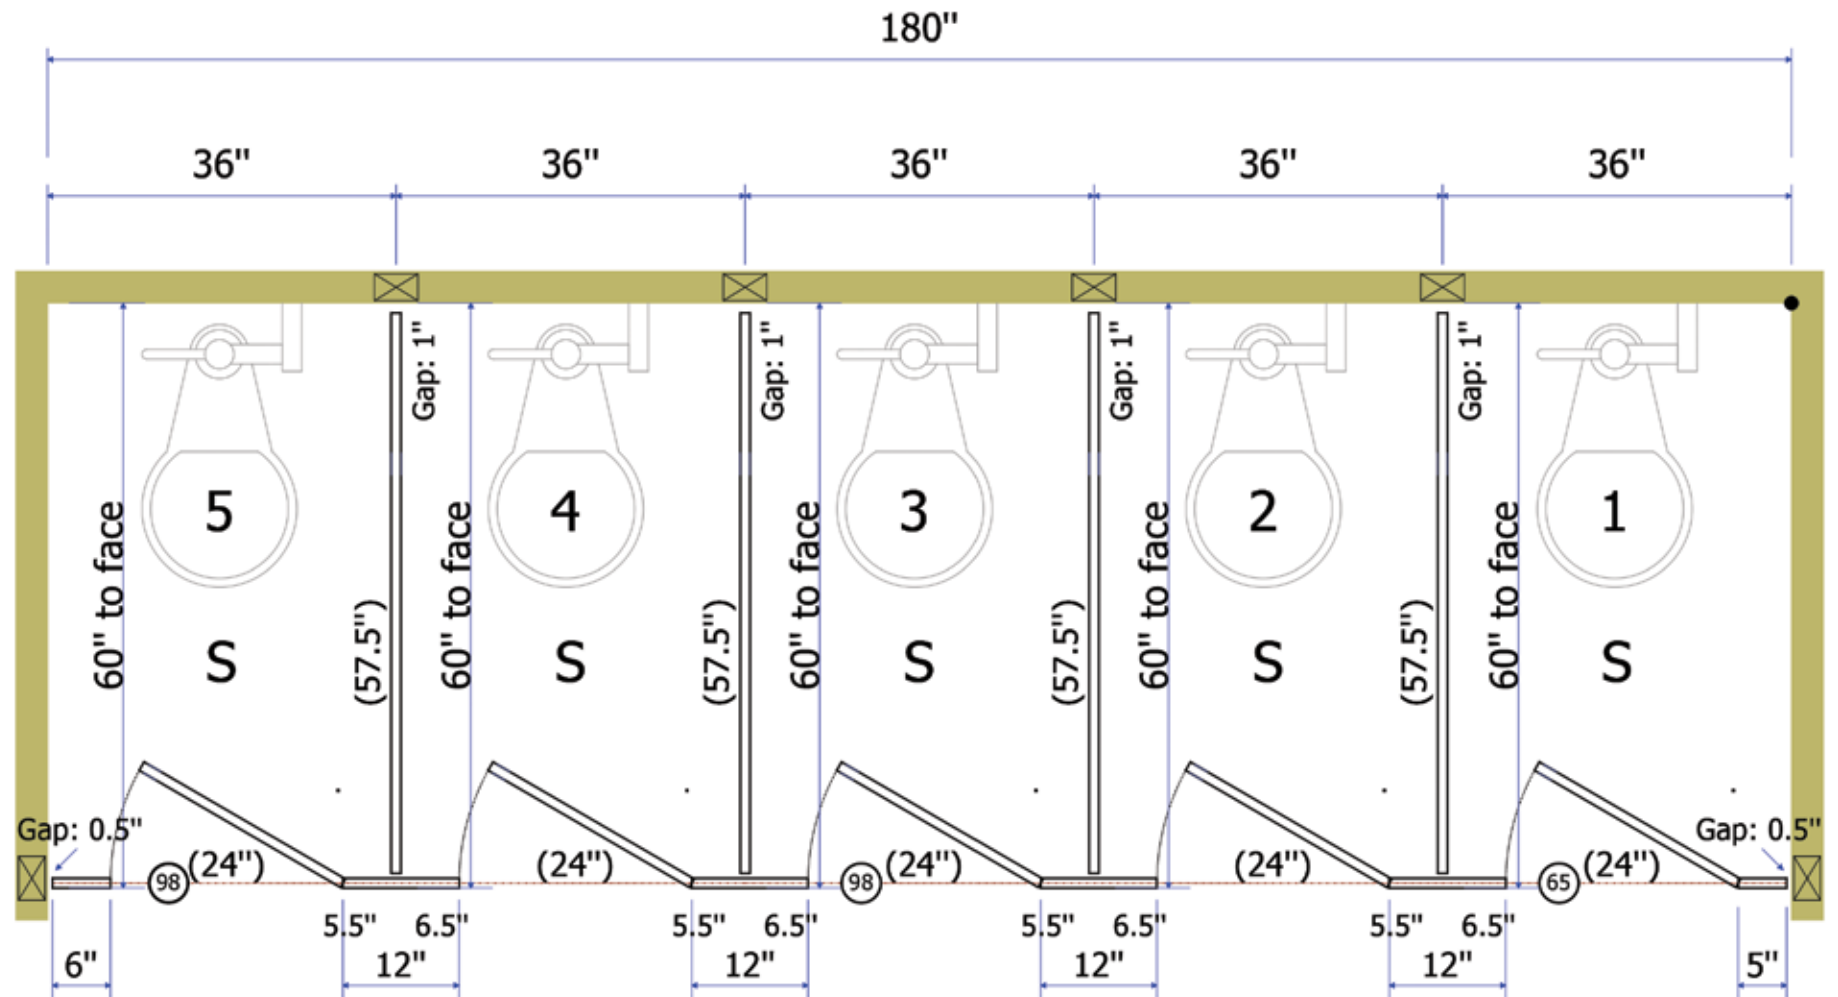 180"
36" 36" 36" 36" 36"
Gap: 1" Gap: 1" Gap: 1" Gap: 1"
5 4 3 2 1
60" to face 60" to face 60" to face 60" to face 60" to face
(57.5") (57.5") (57.5") (57.5")
S S S S S
Gap: 0.5" Gap: 0.5"
98 (24") (24") 98 (24") (24") 65 (24")
5.5" 6.5" 5.5" 6.5" 5.5" 6.5" 5.5" 6.5"
6" 12" 12" 12" 12" 5"